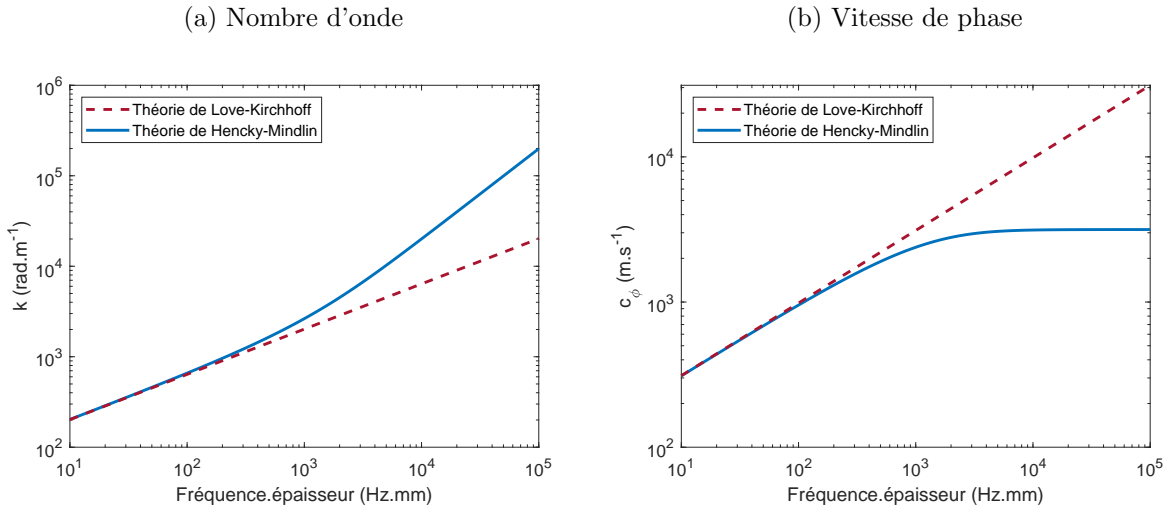 (a) Nombre d'onde
10^6
10^5
10^4
10^3
10^2
k (rad.m^-1)
Théorie de Love-Kirchhoff
Théorie de Hencky-Mindlin
10^1 10^2 10^3 10^4 10^5
Fréquence.épaisseur (Hz.mm)
(b) Vitesse de phase
10^4
10^3
10^2
c_ϕ (m.s^-1)
Théorie de Love-Kirchhoff
Théorie de Hencky-Mindlin
10^1 10^2 10^3 10^4 10^5
Fréquence.épaisseur (Hz.mm)